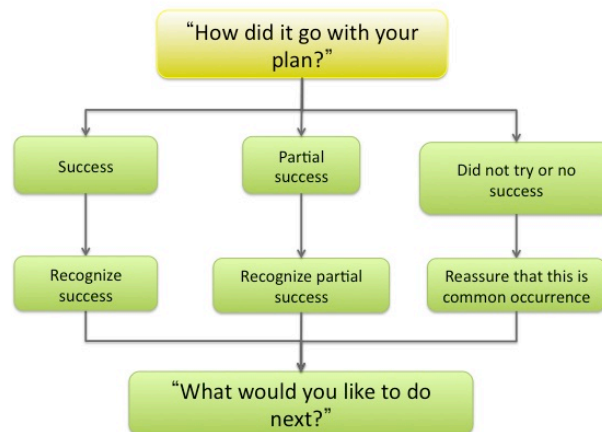 “How did it go with your
plan?”
Success
Partial
success
Did not try or no
success
Recognize
success
Recognize partial
success
Reassure that this is
common occurrence
“What would you like to do
next?”